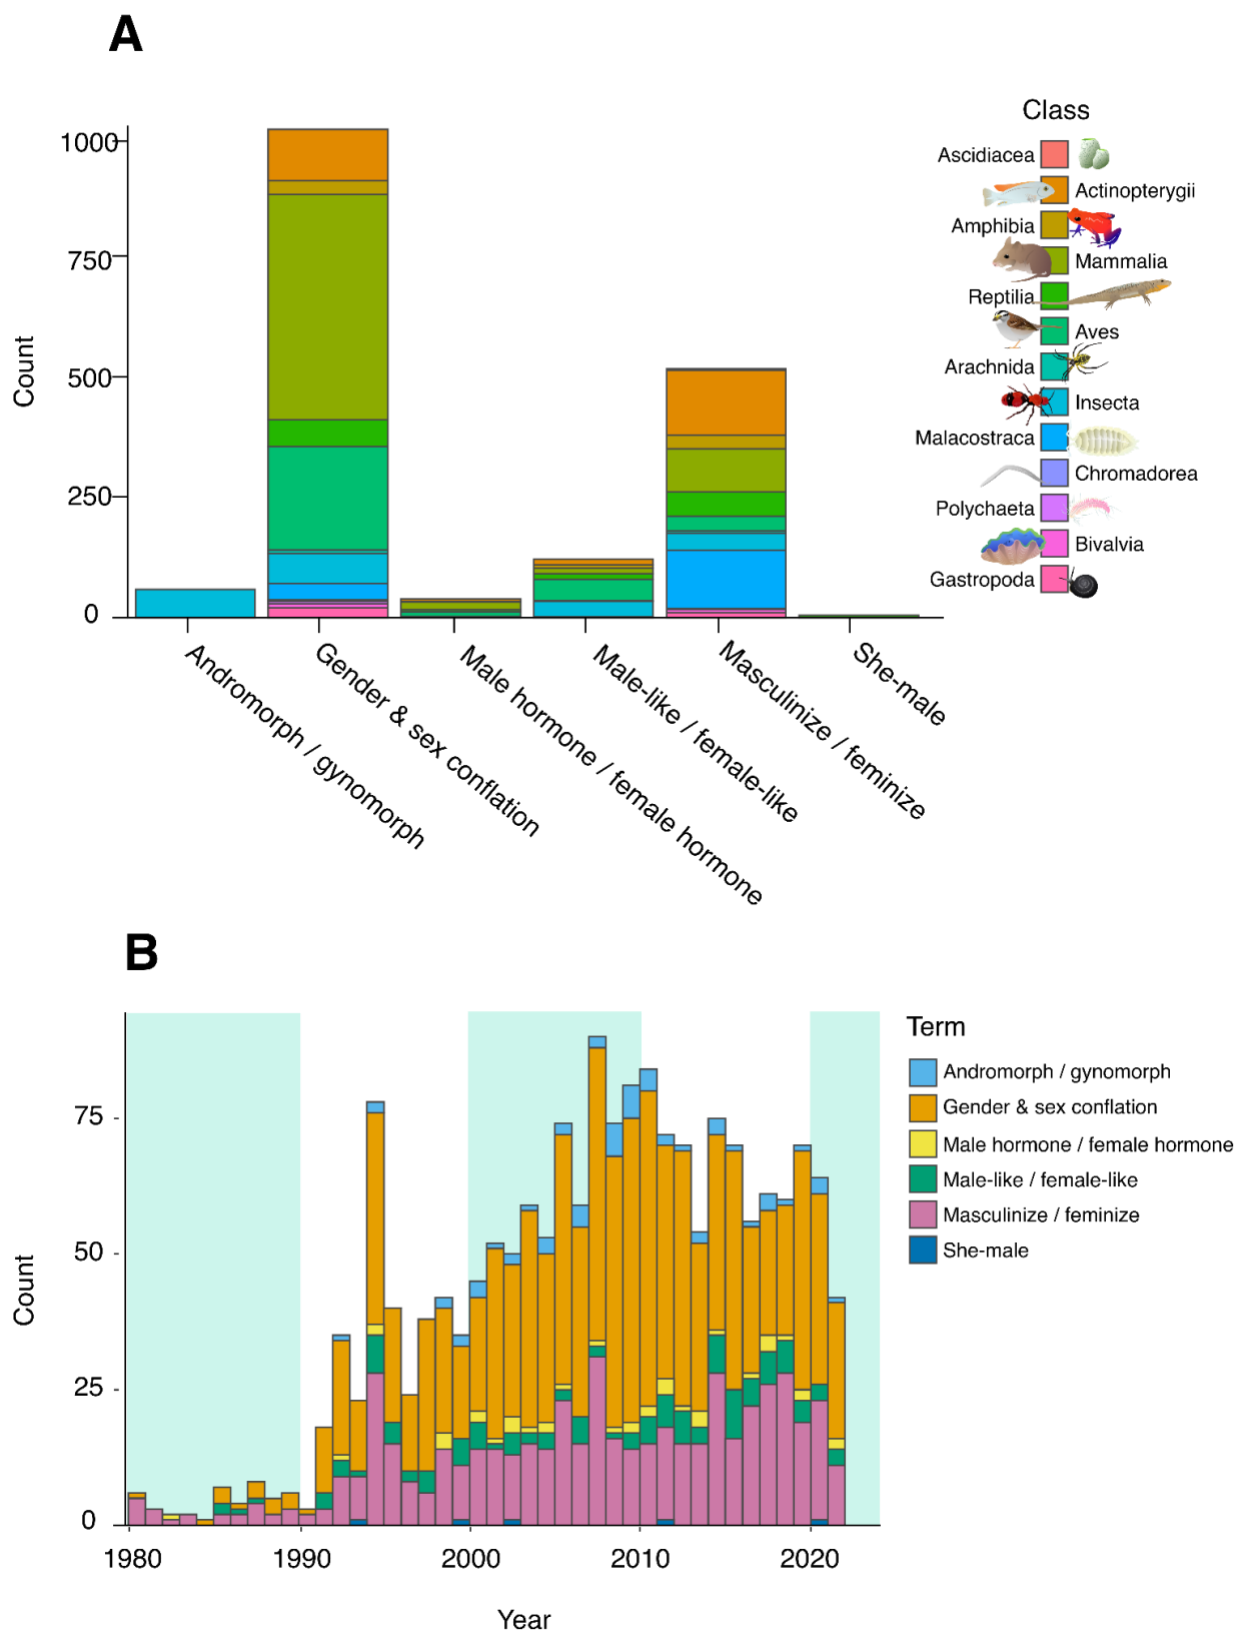 A
1000
750
500
250
0
Count
Andromorph / gynomorph
Gender & sex conflation
Male hormone / female hormone
Male-like / female-like
Masculinize / feminize
She-male
Class
Ascidiacea
Actinopterygii
Amphibia
Mammalia
Reptilia
Aves
Arachnida
Insecta
Malacostraca
Chromadorea
Polychaeta
Bivalvia
Gastropoda
B
75
50
25
0
Count
1980
1990
2000
2010
2020
Year
Term
Andromorph / gynomorph
Gender & sex conflation
Male hormone / female hormone
Male-like / female-like
Masculinize / feminize
She-male